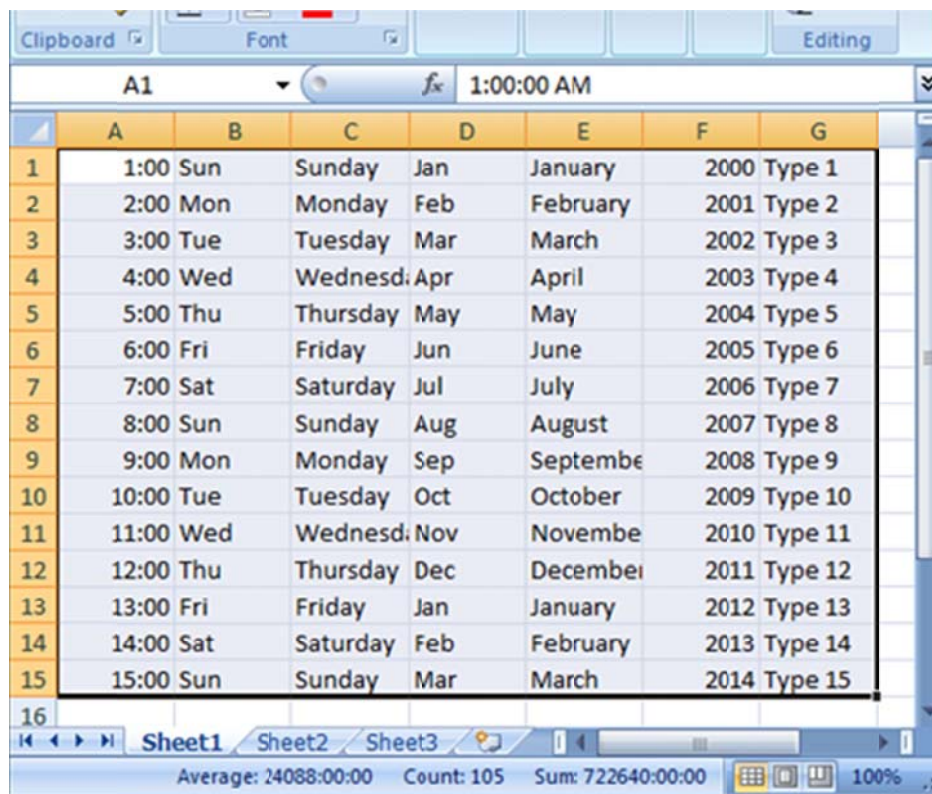 Clipboard Font Editing
A1 fx 1:00:00 AM
A B C D E F G
1 1:00 Sun Sunday Jan January 2000 Type 1
2 2:00 Mon Monday Feb February 2001 Type 2
3 3:00 Tue Tuesday Mar March 2002 Type 3
4 4:00 Wed Wednesda Apr April 2003 Type 4
5 5:00 Thu Thursday May May 2004 Type 5
6 6:00 Fri Friday Jun June 2005 Type 6
7 7:00 Sat Saturday Jul July 2006 Type 7
8 8:00 Sun Sunday Aug August 2007 Type 8
9 9:00 Mon Monday Sep Septembe 2008 Type 9
10 10:00 Tue Tuesday Oct October 2009 Type 10
11 11:00 Wed Wednesda Nov Novembe 2010 Type 11
12 12:00 Thu Thursday Dec December 2011 Type 12
13 13:00 Fri Friday Jan January 2012 Type 13
14 14:00 Sat Saturday Feb February 2013 Type 14
15 15:00 Sun Sunday Mar March 2014 Type 15
16
Sheet1 Sheet2 Sheet3
Average: 24088:00:00 Count: 105 Sum: 722640:00:00 100%